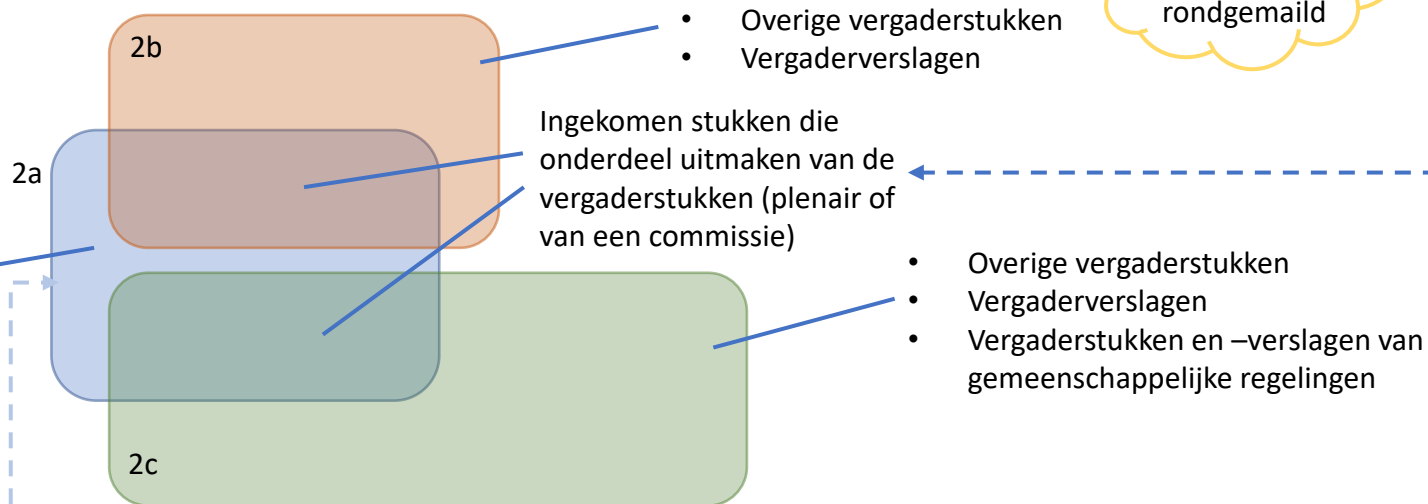 • Overige vergaderstukken
• Vergaderverslagen
rondgemaild
2b
Ingekomen stukken die
onderdeel uitmaken van de
vergaderstukken (plenair of
van een commissie)
2a
• Overige vergaderstukken
• Vergaderverslagen
• Vergaderstukken en –verslagen van
gemeenschappelijke regelingen
2c